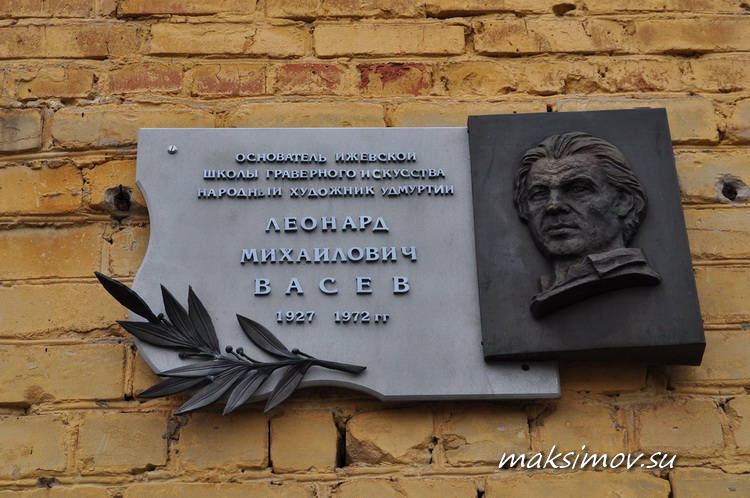 ОСНОВАТЕЛЬ ИЖЕВСКОЙ
ШКОЛЫ ГРАВЕРНОГО ИСКУССТВА
НАРОДНЫЙ ХУДОЖНИК УДМУРТИИ
ЛЕОНАРД
МИХАЙЛОВИЧ
ВАСЕВ
1927 1972 гг
maksimov.su